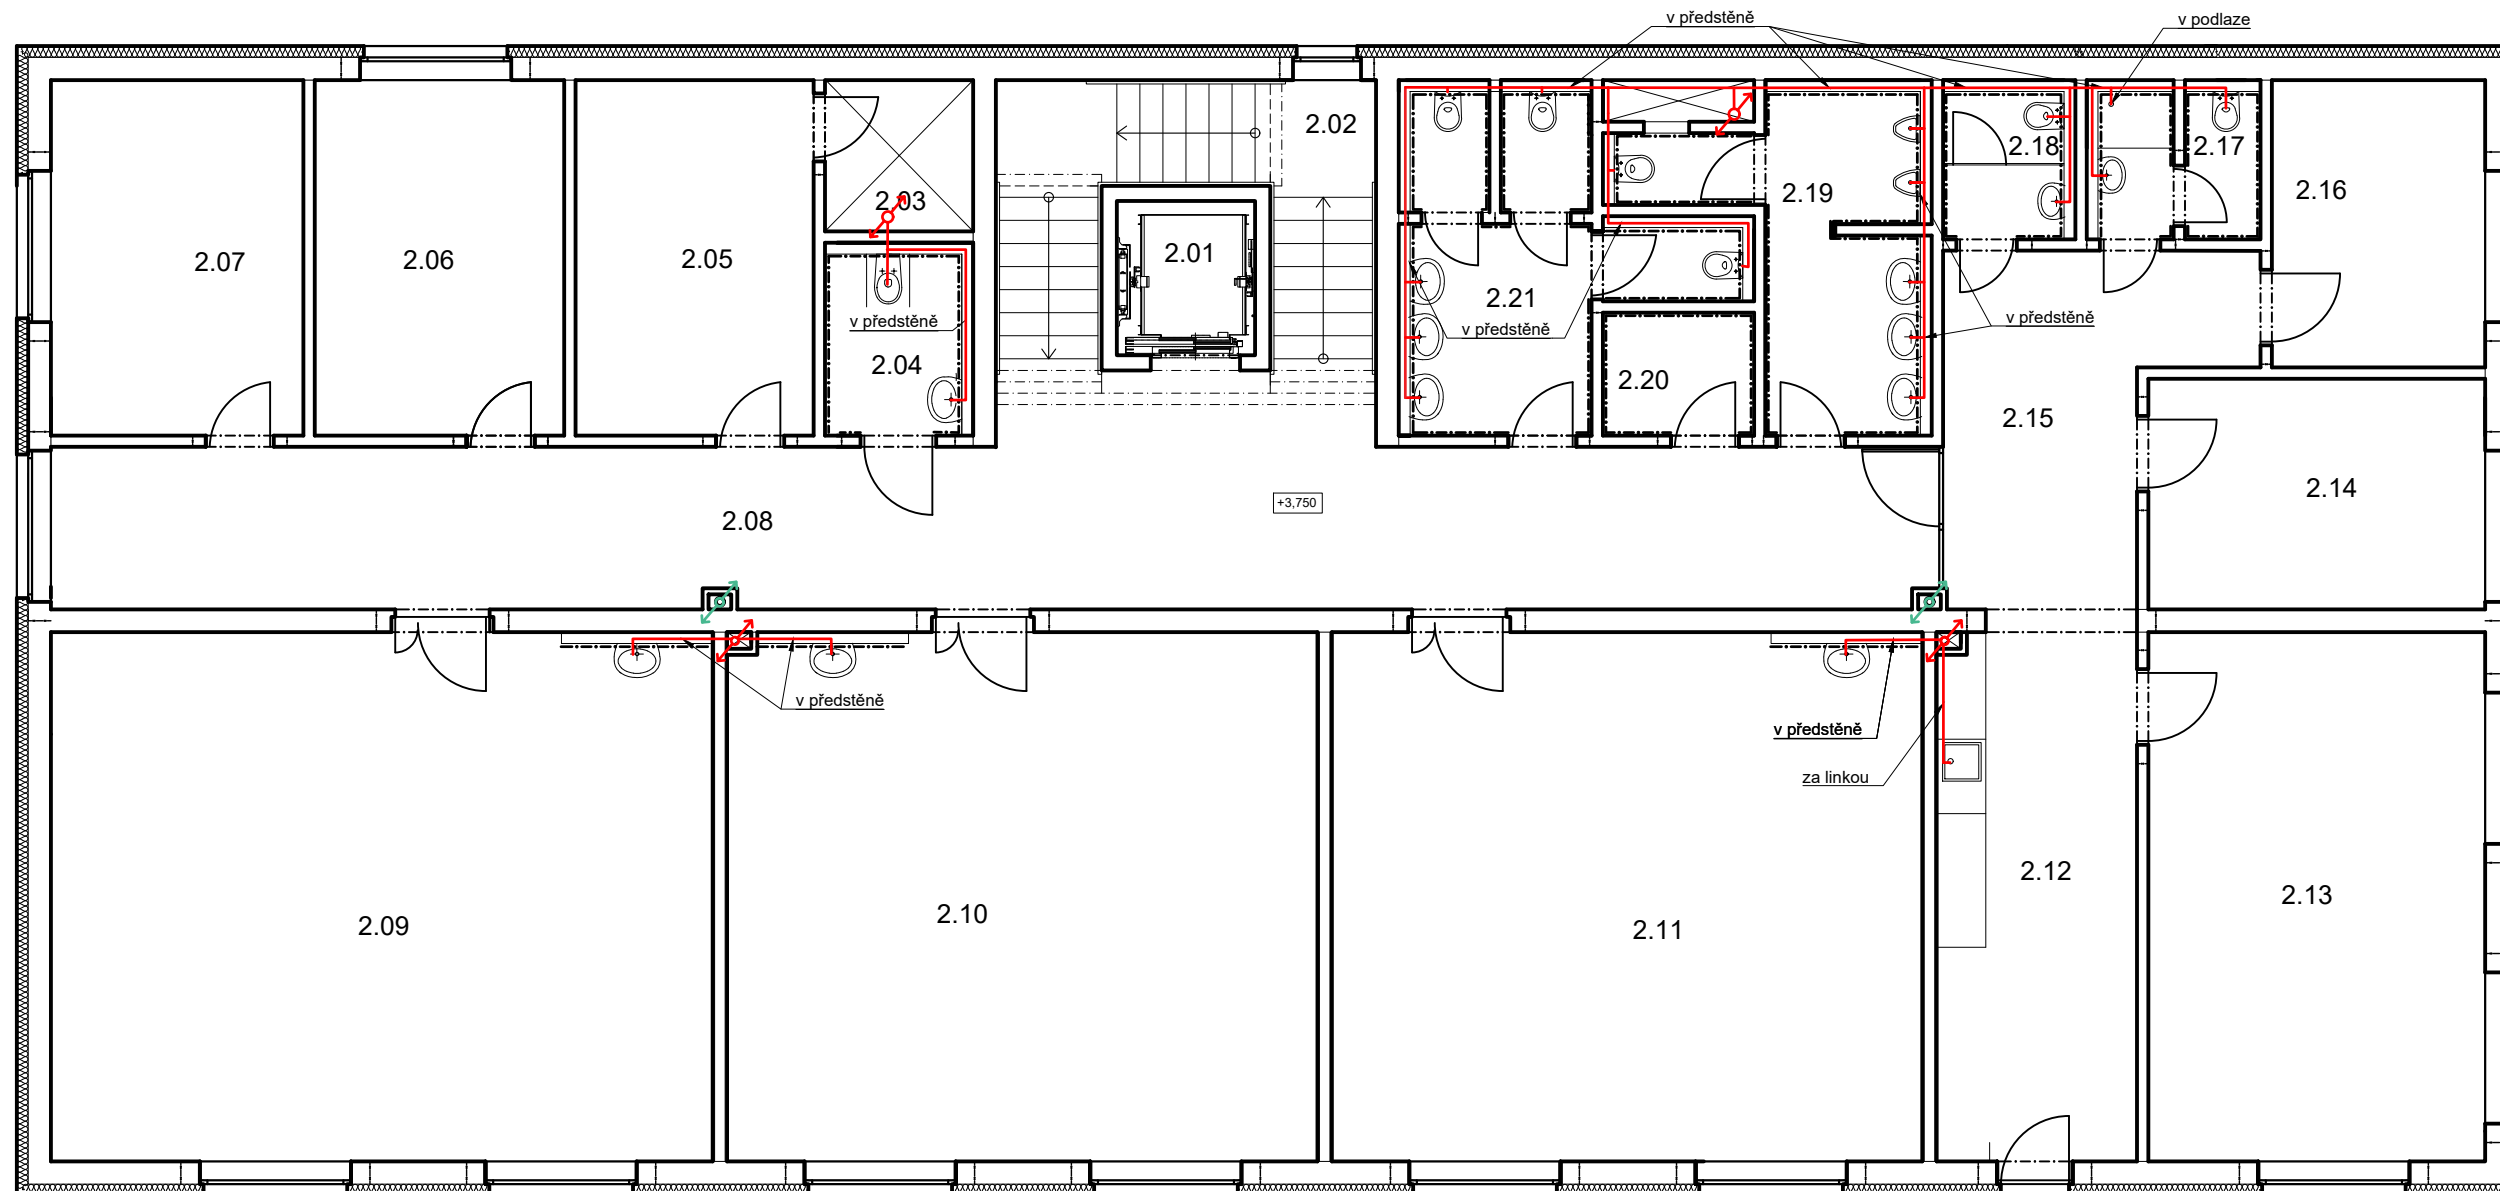 v předstěně
v podlaze
2.02
2.18
2.17
2.16
2.19
2.03
2.07
2.06
2.05
2.01
2.21
v předstěně
v předstěně
v předstěně
2.04
2.20
2.15
2.14
+3,750
2.08
v předstěně
v předstěně
za linkou
2.12
2.13
2.09
2.10
2.11